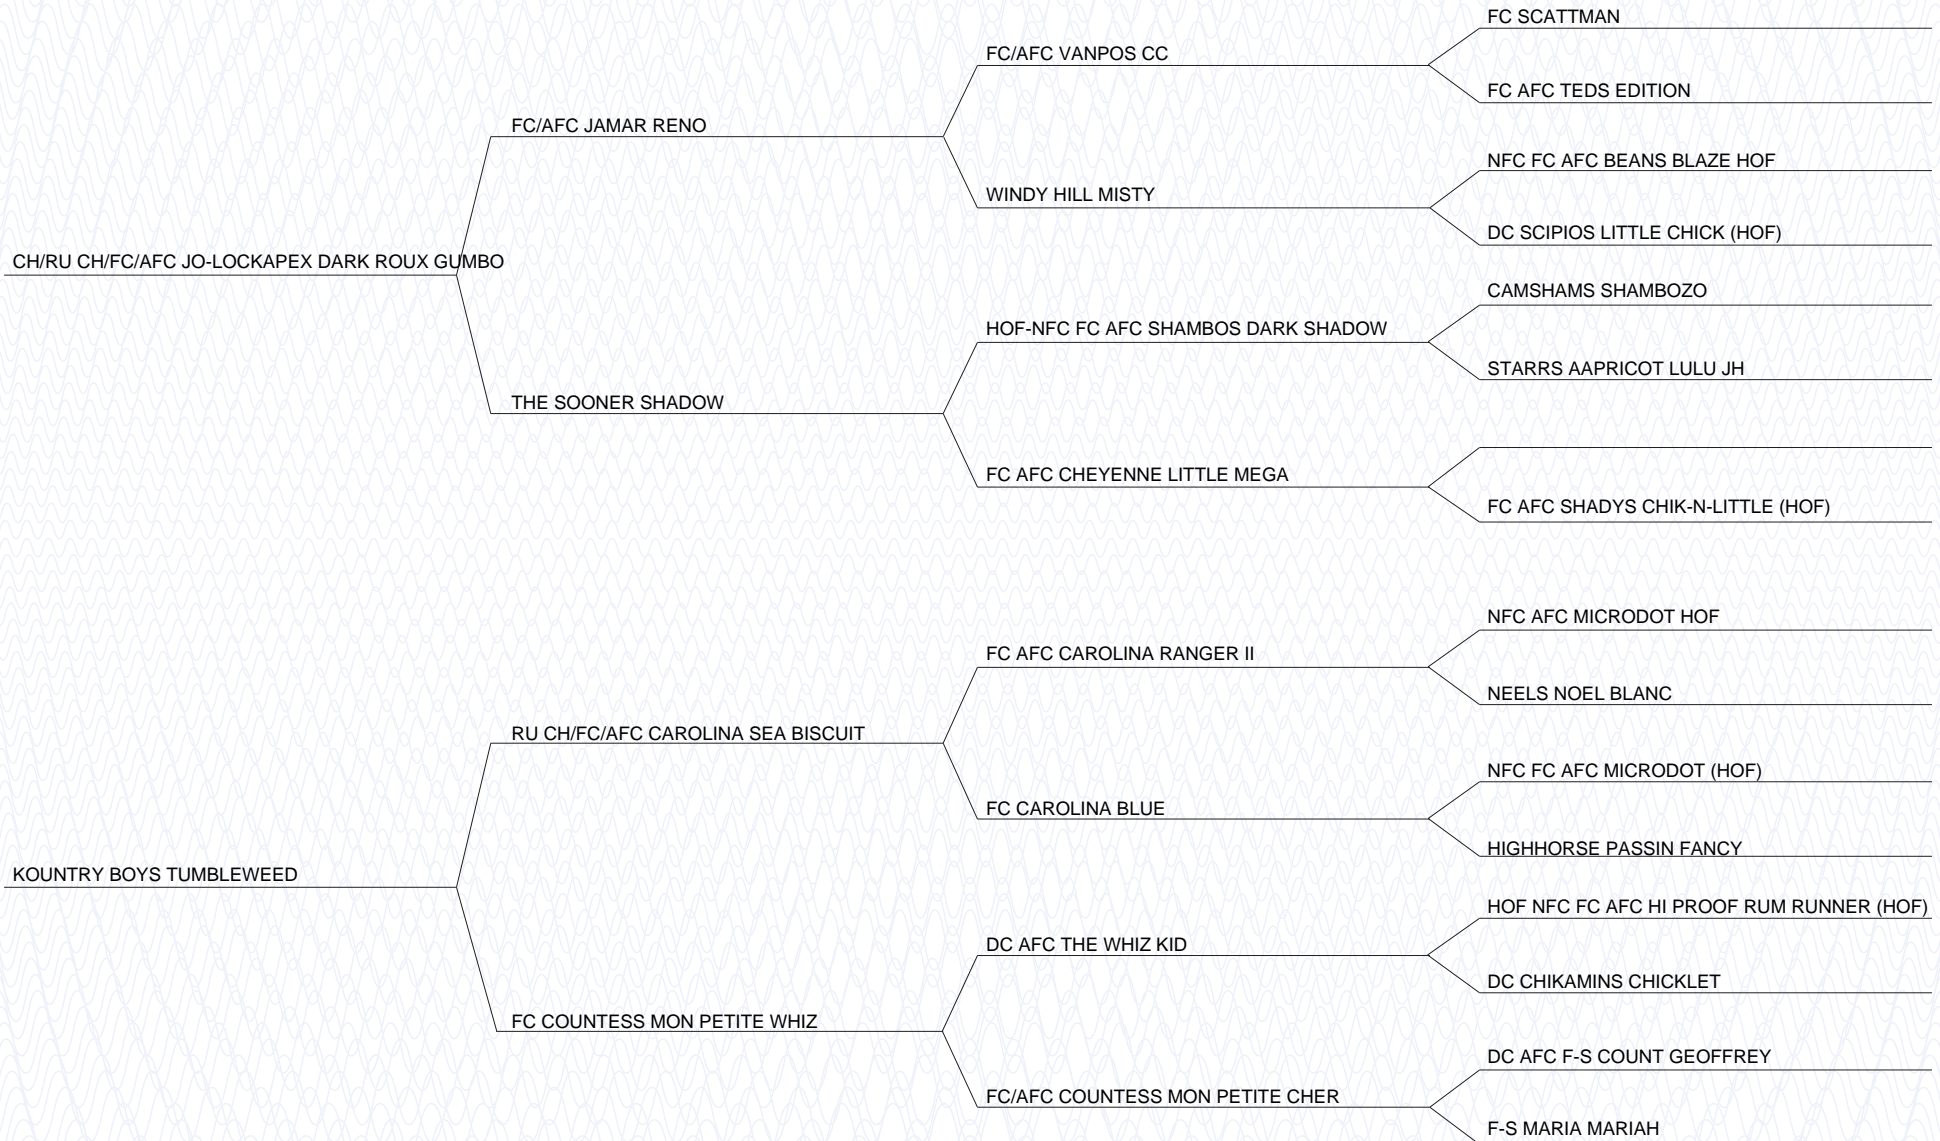 FC SCATTMAN
FC/AFC VANPOS CC
FC AFC TEDS EDITION
FC/AFC JAMAR RENO
NFC FC AFC BEANS BLAZE HOF
WINDY HILL MISTY
DC SCIPIOS LITTLE CHICK (HOF)
CH/RU CH/FC/AFC JO-LOCKAPEX DARK ROUX GUMBO
CAMSHAMS SHAMBOZO
HOF-NFC FC AFC SHAMBOS DARK SHADOW
STARRS AAPRICOT LULU JH
THE SOONER SHADOW
FC AFC CHEYENNE LITTLE MEGA
FC AFC SHADYS CHIK-N-LITTLE (HOF)
NFC AFC MICRODOT HOF
FC AFC CAROLINA RANGER II
NEELS NOEL BLANC
RU CH/FC/AFC CAROLINA SEA BISCUIT
NFC FC AFC MICRODOT (HOF)
FC CAROLINA BLUE
HIGHHORSE PASSIN FANCY
KOUNTRY BOYS TUMBLEWEED
HOF NFC FC AFC HI PROOF RUM RUNNER (HOF)
DC AFC THE WHIZ KID
DC CHIKAMINS CHICKLET
FC COUNTESS MON PETITE WHIZ
DC AFC F-S COUNT GEOFFREY
FC/AFC COUNTESS MON PETITE CHER
F-S MARIA MARIAH